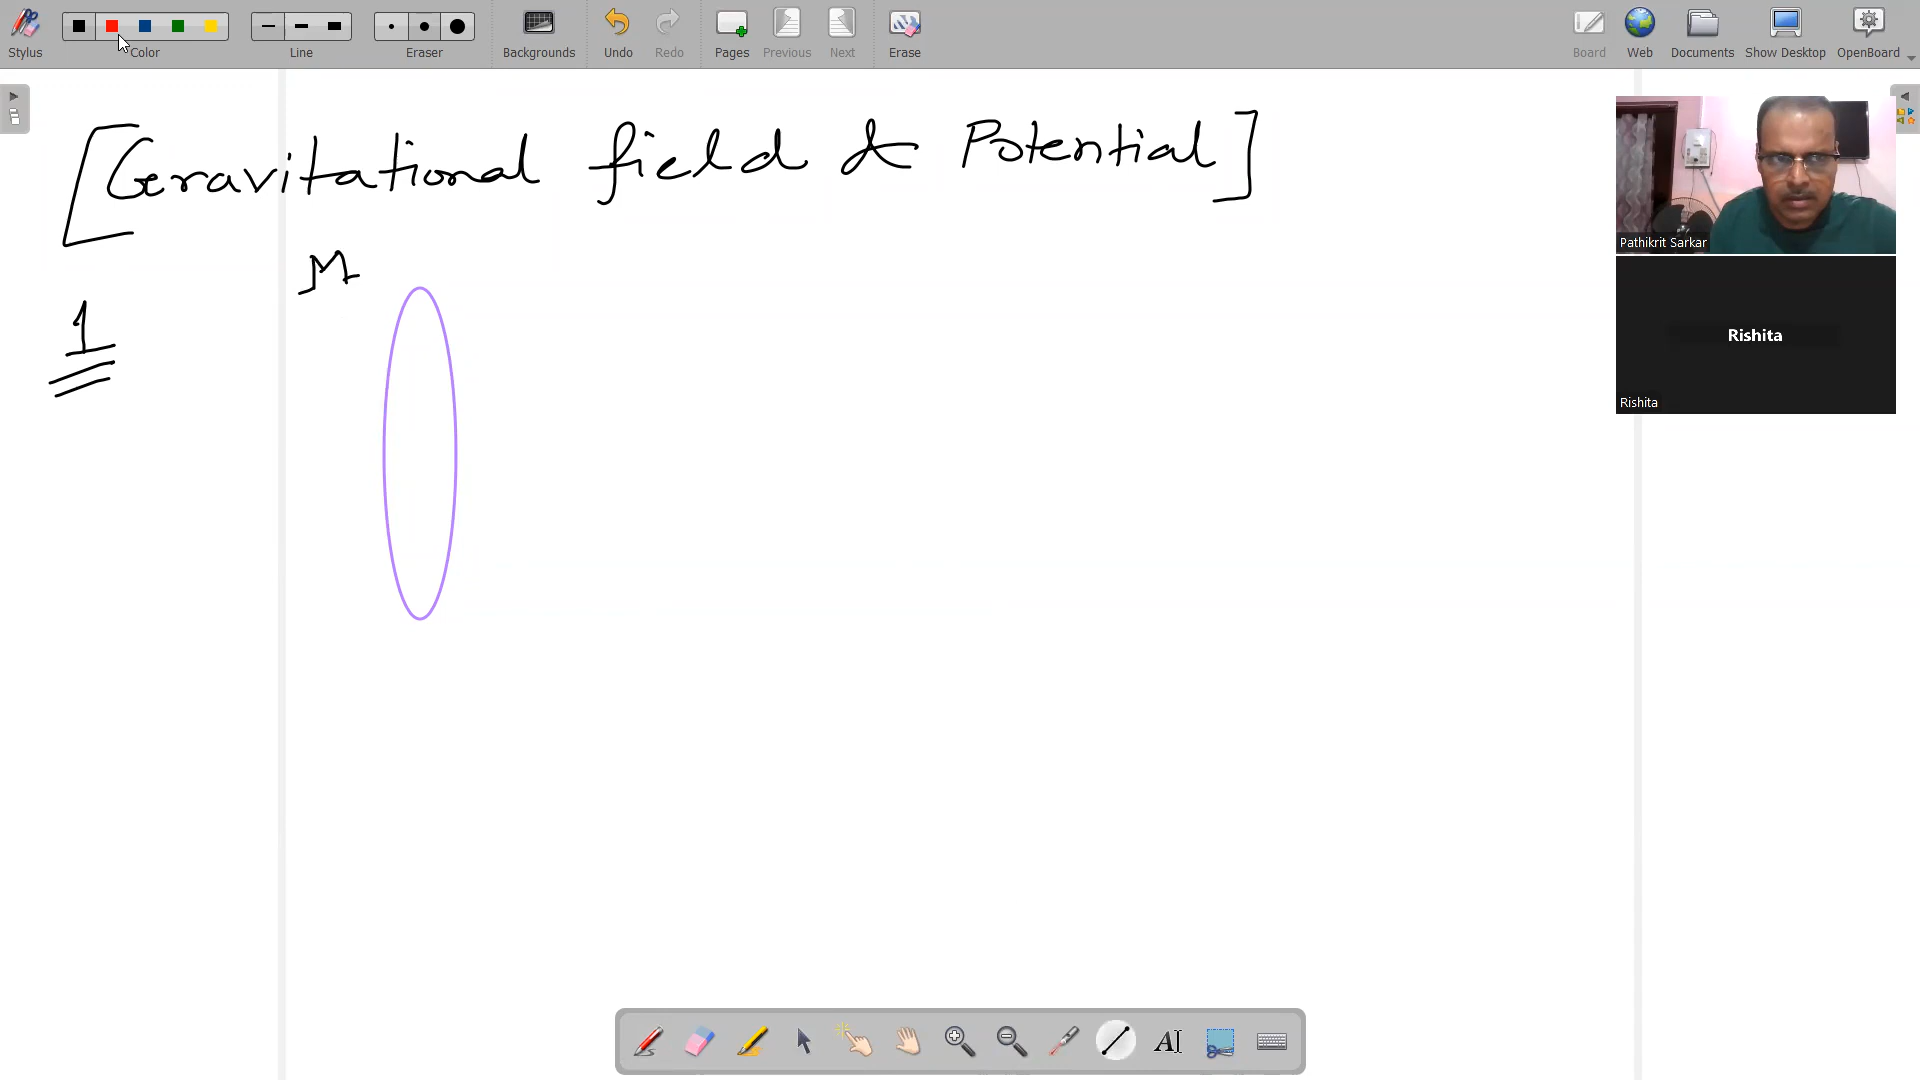 Stylus Color Line Eraser Backgrounds Undo Redo Pages Previous Next Erase Board Web Documents Show Desktop OpenBoard
[Gravitational field & Potential]
M
1
Pathikrit Sarkar
Rishita
Rishita
AI